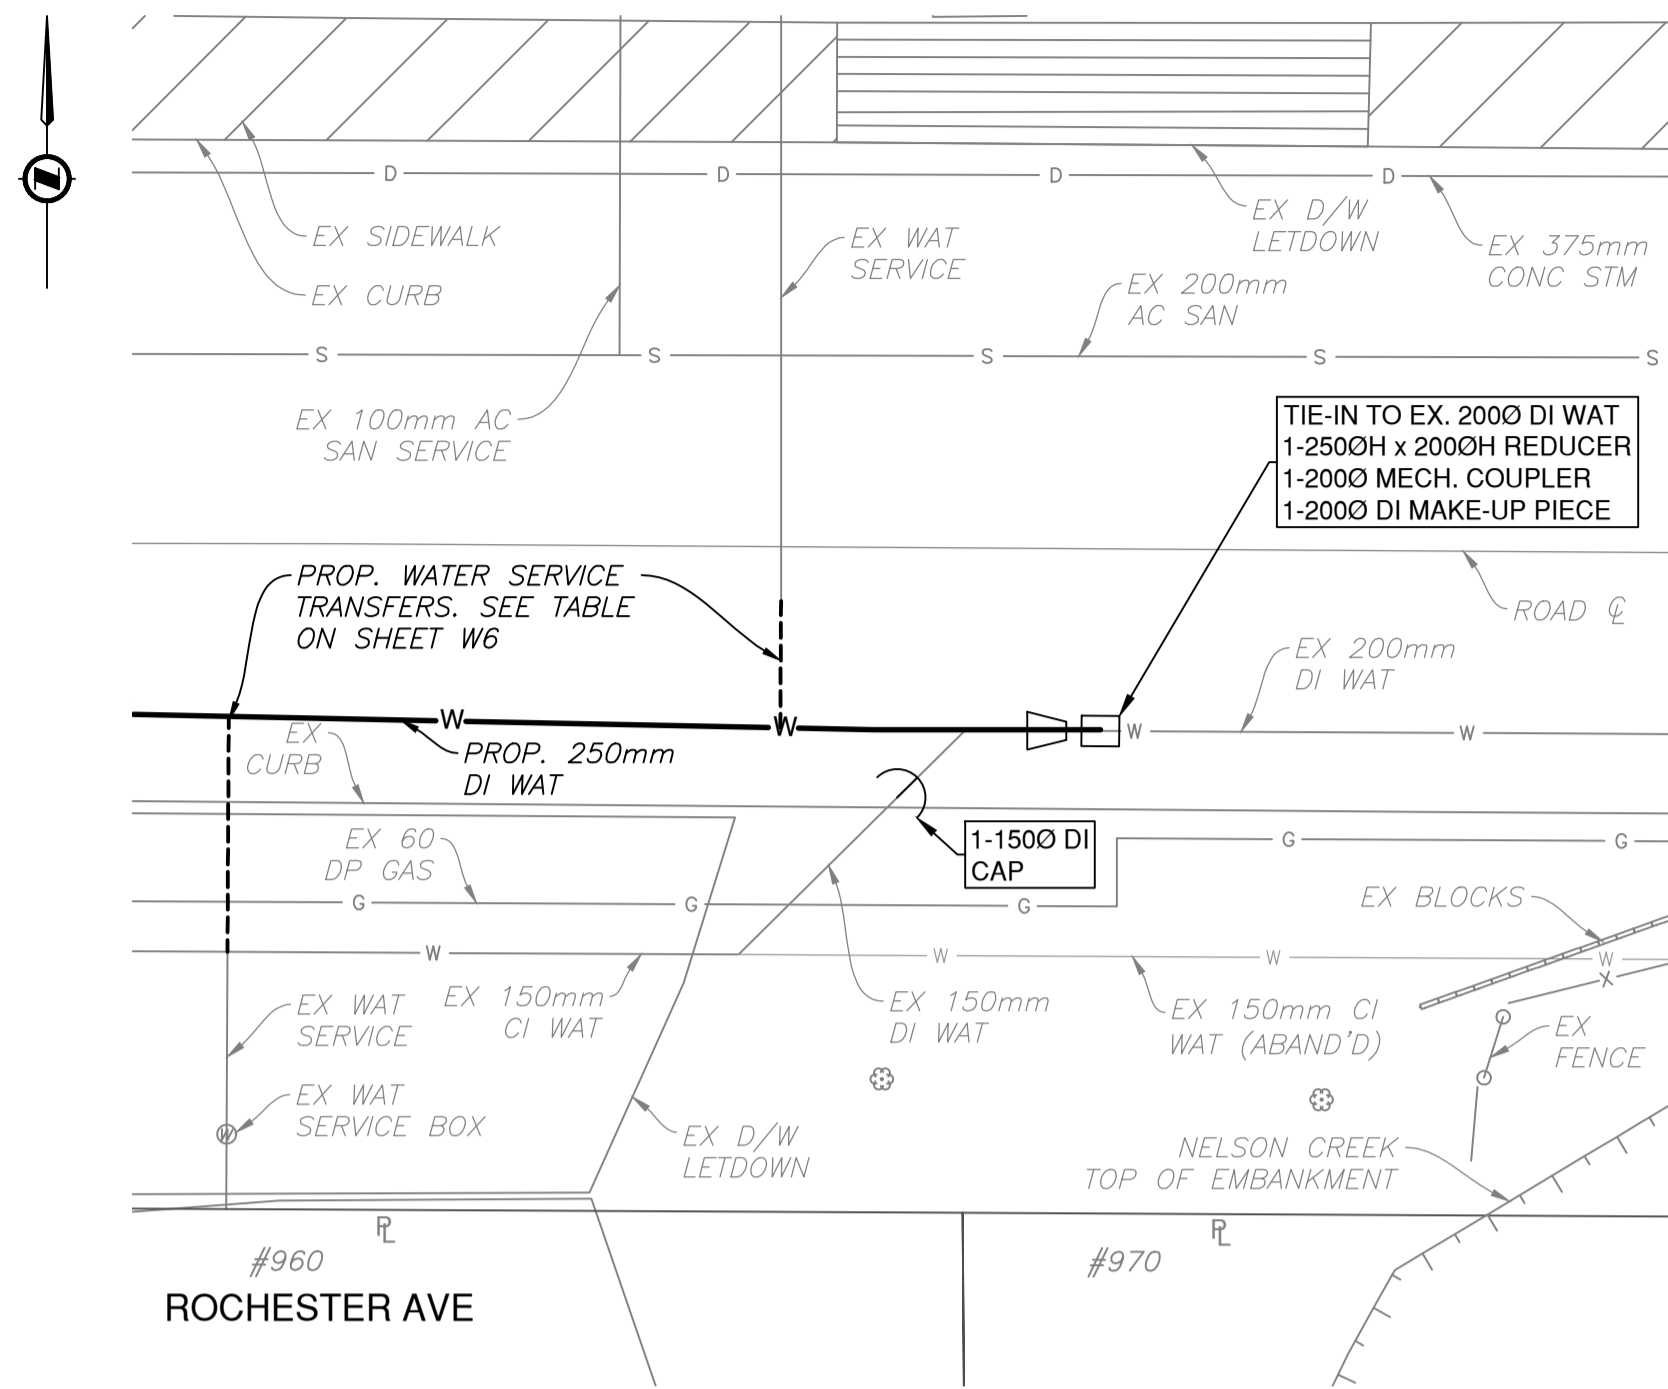 D
D
D
D
EX SIDEWALK
EX CURB
EX WAT
SERVICE
EX D/W
LETDOWN
EX 375mm
CONC STM
EX 200mm
AC SAN
S
S
S
S
S
EX 100mm AC
SAN SERVICE
TIE-IN TO EX. 200Ø DI WAT
1-250ØH x 200ØH REDUCER
1-200Ø MECH. COUPLER
1-200Ø DI MAKE-UP PIECE
PROP. WATER SERVICE
TRANSFERS. SEE TABLE
ON SHEET W6
ROAD ℄
EX 200mm
DI WAT
W
W
W
W
EX
CURB
PROP. 250mm
DI WAT
EX 60
DP GAS
1-150Ø DI
CAP
G
G
G
G
G
EX BLOCKS
W
W
W
W
X
EX WAT
SERVICE
EX 150mm
CI WAT
EX 150mm
DI WAT
EX 150mm CI
WAT (ABAND'D)
EX
FENCE
EX WAT
SERVICE BOX
W
EX D/W
LETDOWN
NELSON CREEK
TOP OF EMBANKMENT
PL
PL
#960
#970
ROCHESTER AVE